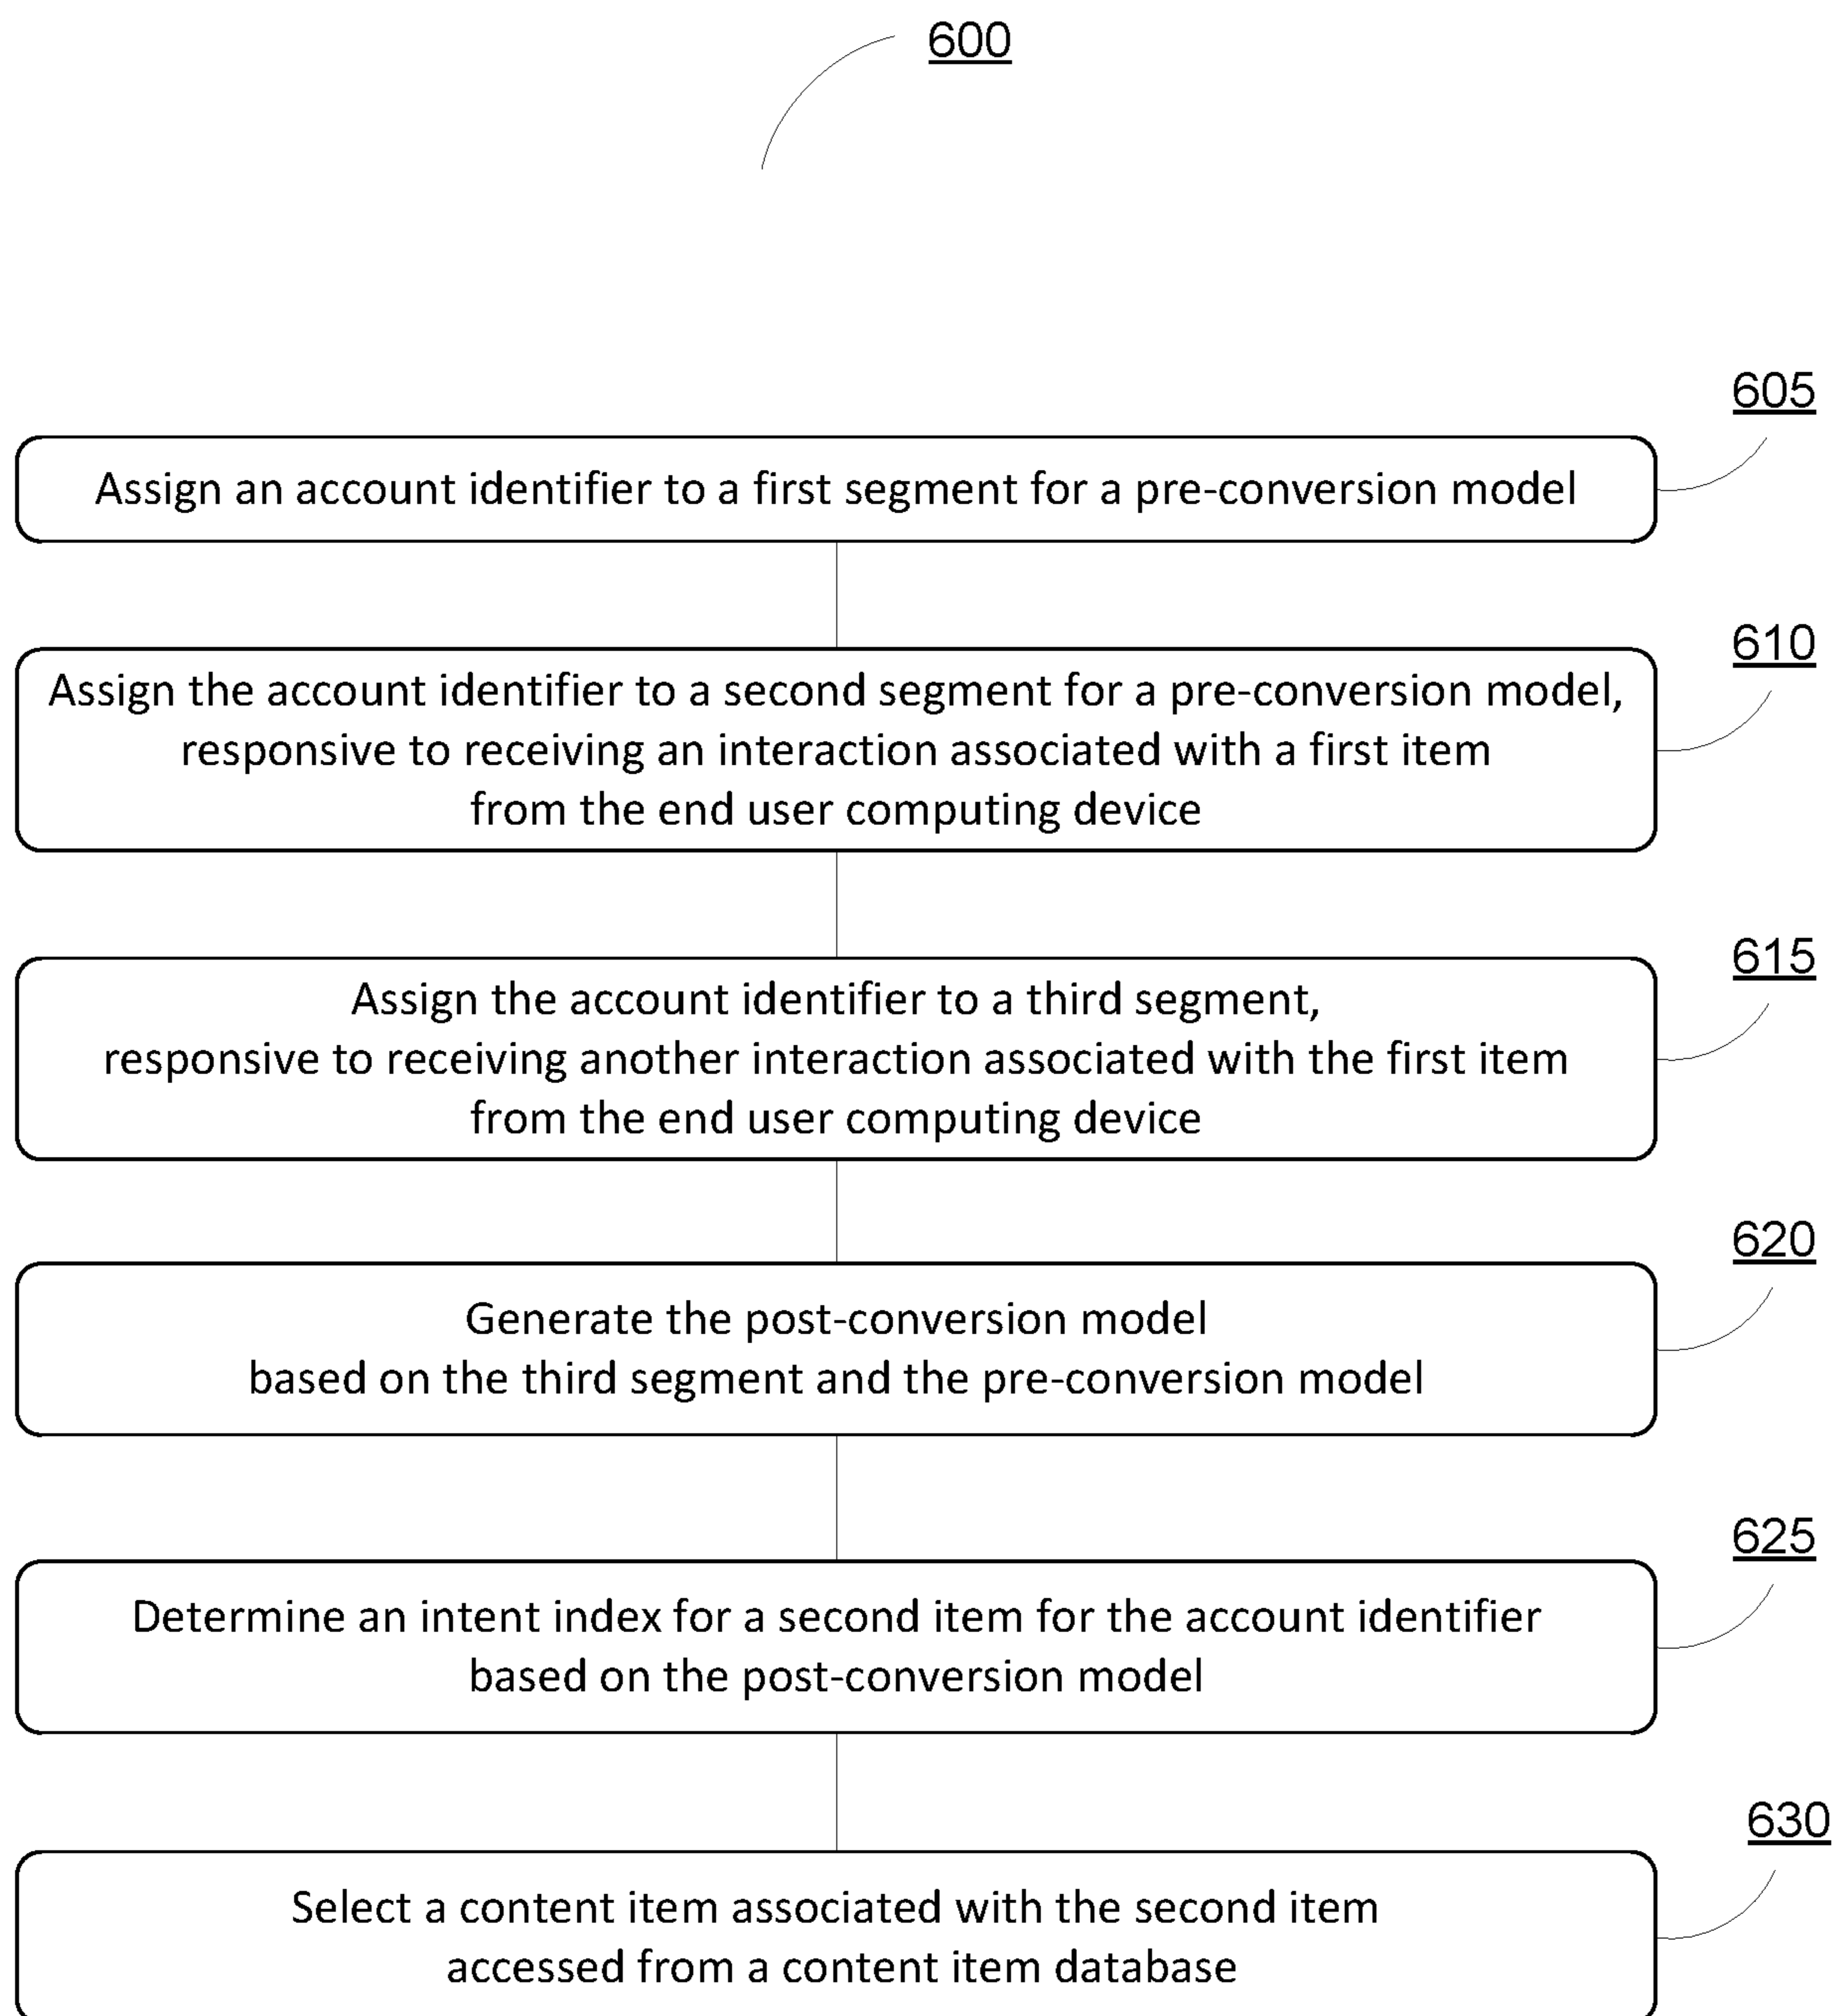 600
605
Assign an account identifier to a first segment for a pre-conversion model
610
Assign the account identifier to a second segment for a pre-conversion model,
responsive to receiving an interaction associated with a first item
from the end user computing device
615
Assign the account identifier to a third segment,
responsive to receiving another interaction associated with the first item
from the end user computing device
620
Generate the post-conversion model
based on the third segment and the pre-conversion model
625
Determine an intent index for a second item for the account identifier
based on the post-conversion model
630
Select a content item associated with the second item
accessed from a content item database